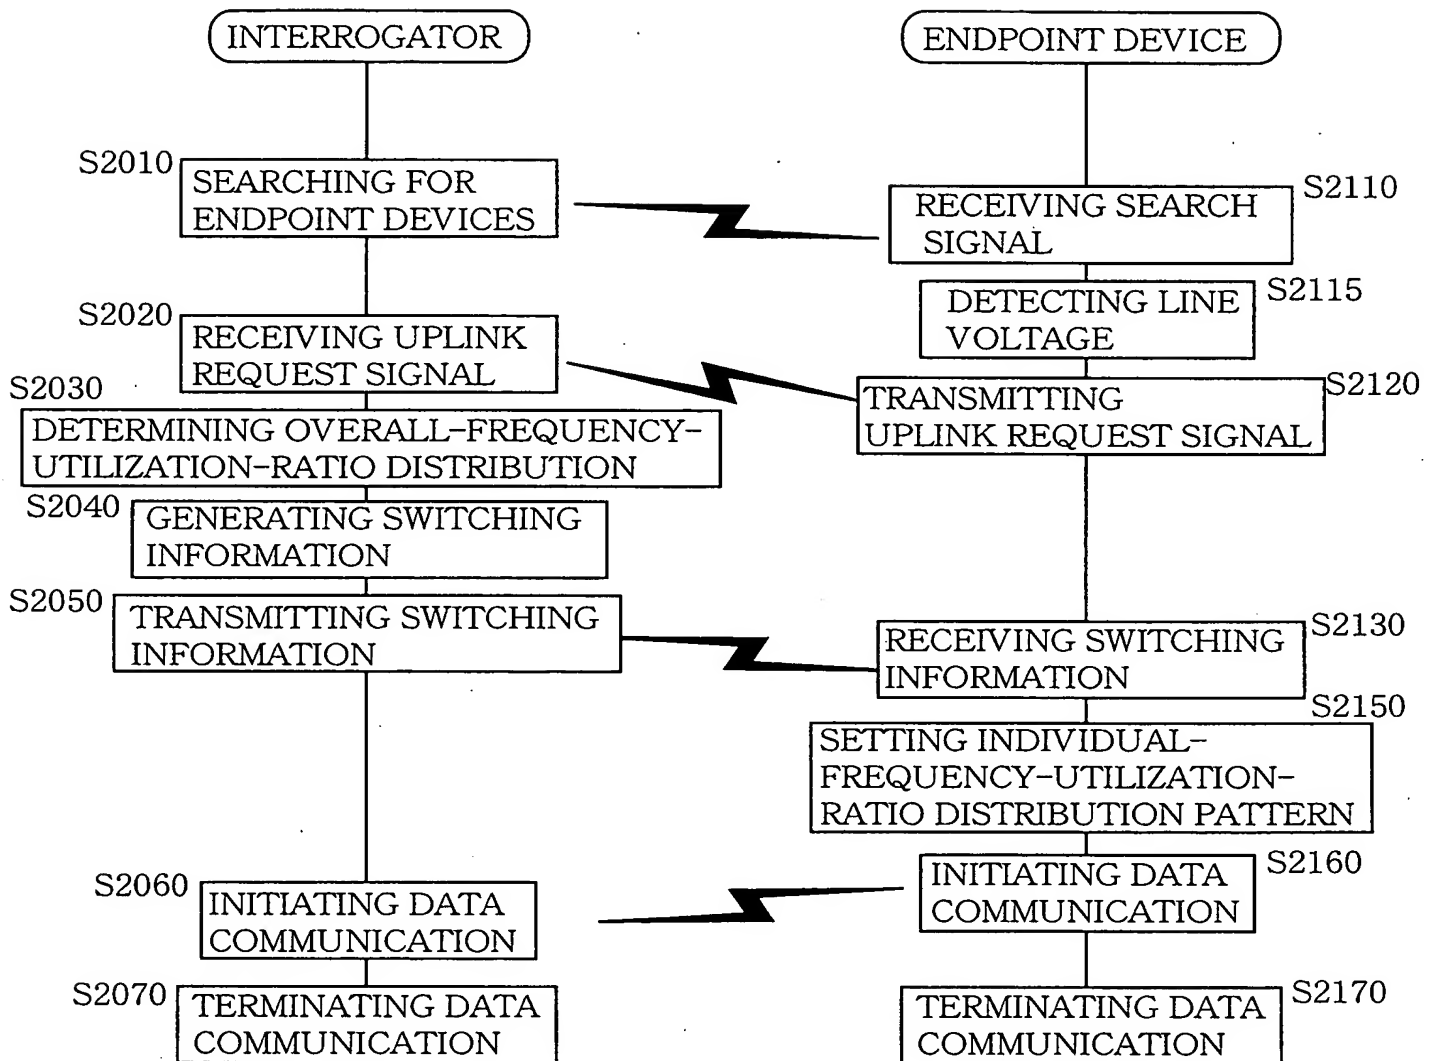 INTERROGATOR
S2010
SEARCHING FOR
ENDPOINT DEVICES
S2020
RECEIVING UPLINK
REQUEST SIGNAL
S2030
DETERMINING OVERALL-FREQUENCY-
UTILIZATION-RATIO DISTRIBUTION
S2040
GENERATING SWITCHING
INFORMATION
S2050
TRANSMITTING SWITCHING
INFORMATION
S2060
INITIATING DATA
COMMUNICATION
S2070
TERMINATING DATA
COMMUNICATION
ENDPOINT DEVICE
S2110
RECEIVING SEARCH
SIGNAL
S2115
DETECTING LINE
VOLTAGE
S2120
TRANSMITTING
UPLINK REQUEST SIGNAL
S2130
RECEIVING SWITCHING
INFORMATION
S2150
SETTING INDIVIDUAL-
FREQUENCY-UTILIZATION-
RATIO DISTRIBUTION PATTERN
S2160
INITIATING DATA
COMMUNICATION
S2170
TERMINATING DATA
COMMUNICATION